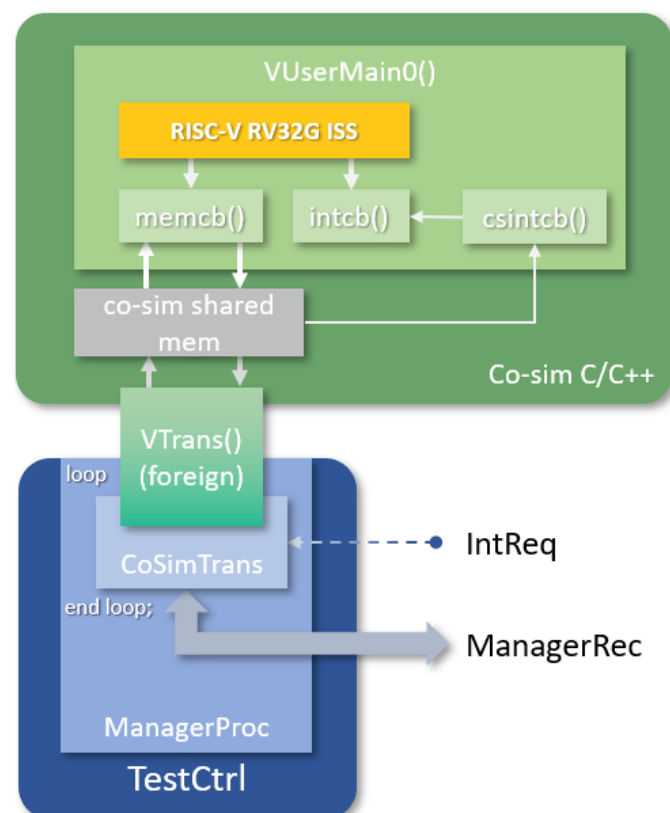 VUserMain0()
RISC-V RV32G ISS
memcb()
intcb()
csintcb()
co-sim shared
mem
Co-sim C/C++
VTrans()
(foreign)
loop
CoSimTrans
IntReq
end loop;
ManagerRec
ManagerProc
TestCtrl